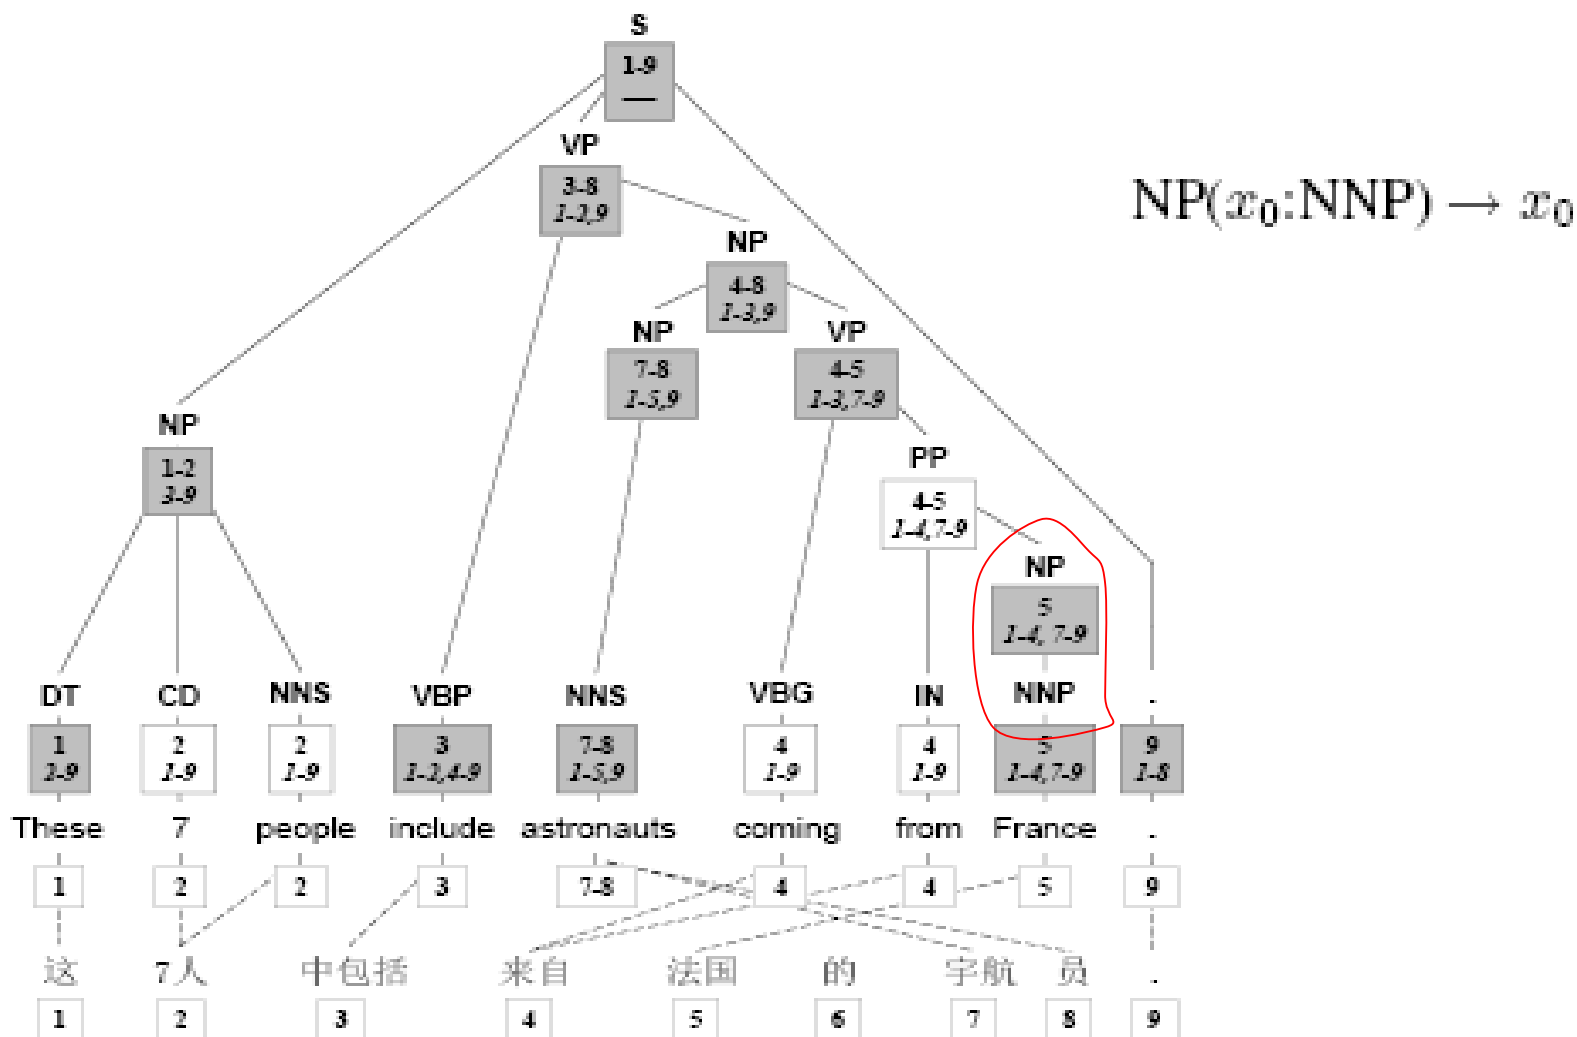 S
1-9
VP
3-8
1-2,9
NP(x₀:NNP) → x₀
NP
4-8
1-3,9
NP
7-8
1-5,9
VP
4-5
1-3,7-9
NP
1-2
3-9
PP
4-5
1-4,7-9
NP
5
1-4, 7-9
DT CD NNS VBP NNS VBG IN NNP .
1 2 2 3 7-8 4 4 5 9
2-9 1-9 1-9 1-2,4-9 1-5,9 1-9 1-9 1-4,7-9 1-8
These 7 people include astronauts coming from France .
1 2 2 3 7-8 4 4 5 9
这 7人 中包括 来自 法国 的 宇航 员 .
1 2 3 4 5 6 7 8 9